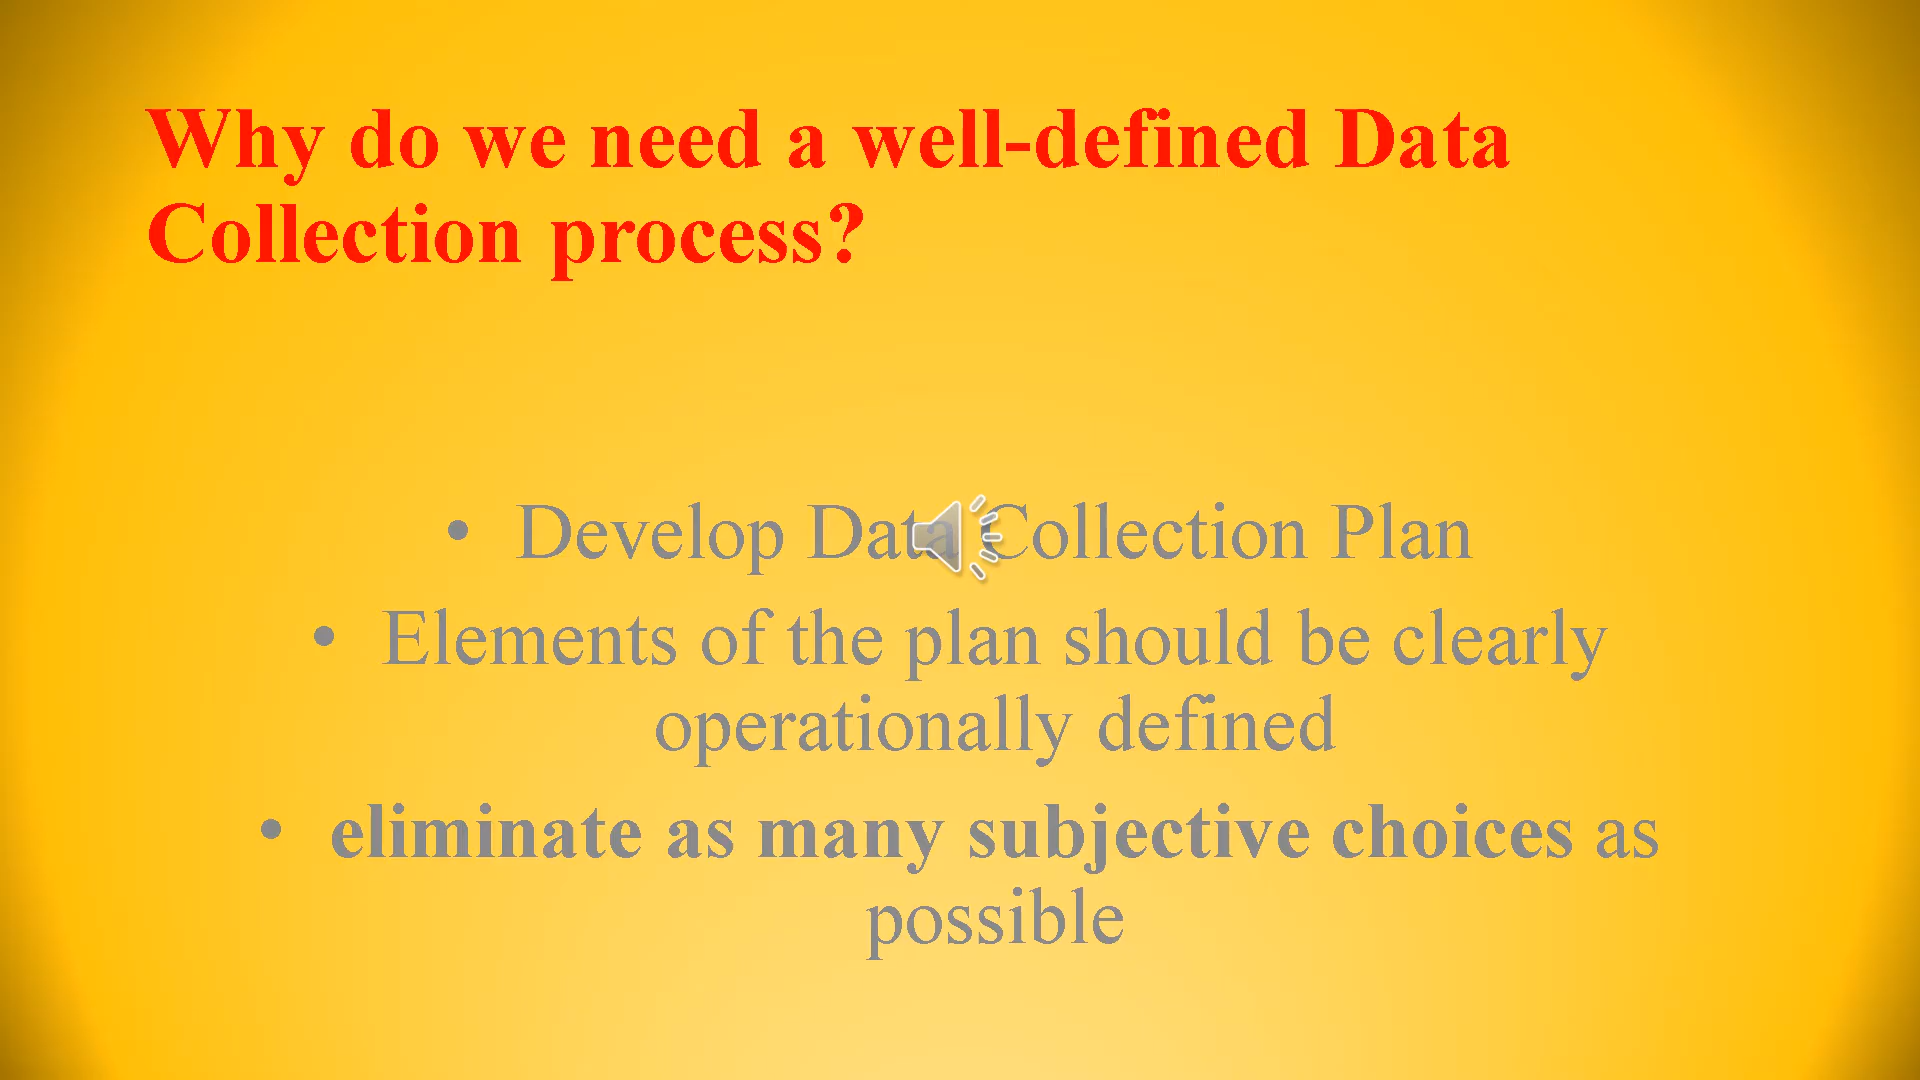 Why do we need a well-defined Data
Collection process?
• Develop Data Collection Plan
• Elements of the plan should be clearly
operationally defined
• eliminate as many subjective choices as
possible